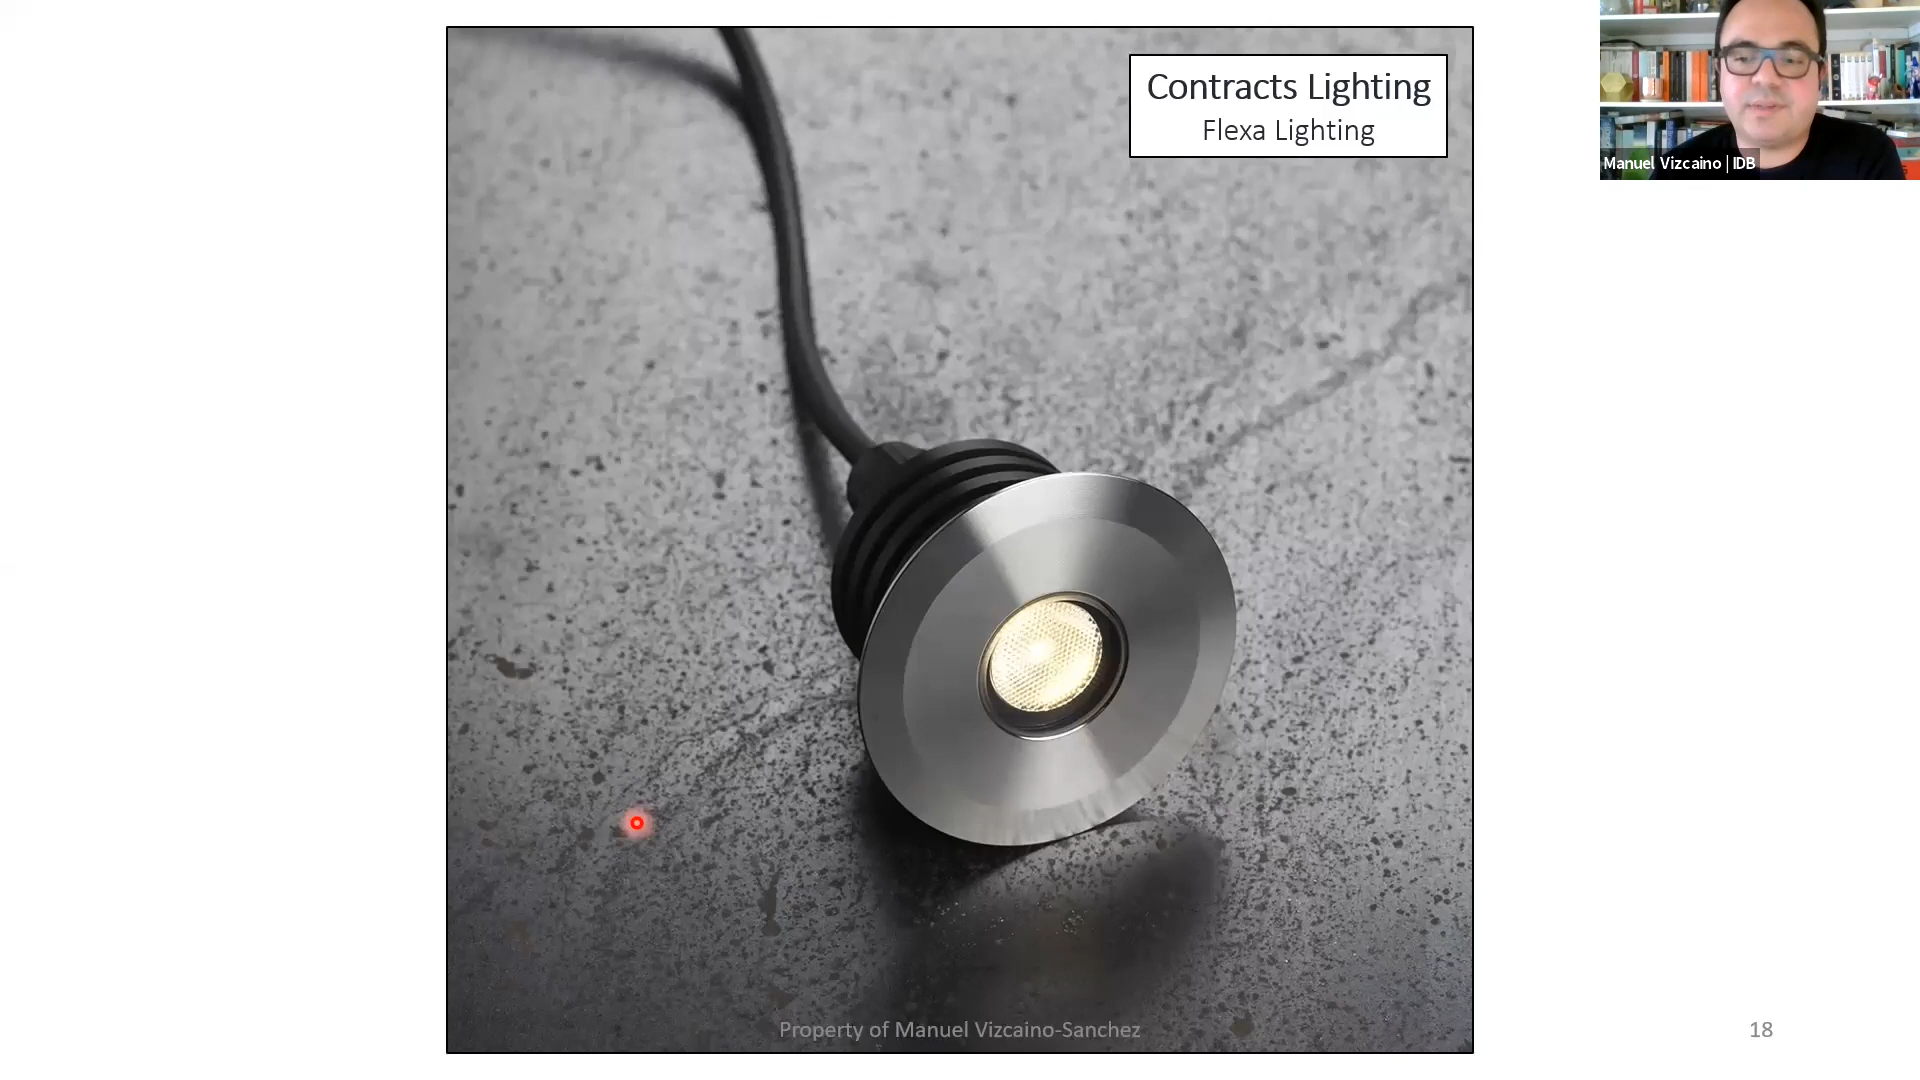 Contracts Lighting
Flexa Lighting
Manuel Vizcaino | IDB
Property of Manuel Vizcaino-Sanchez
18